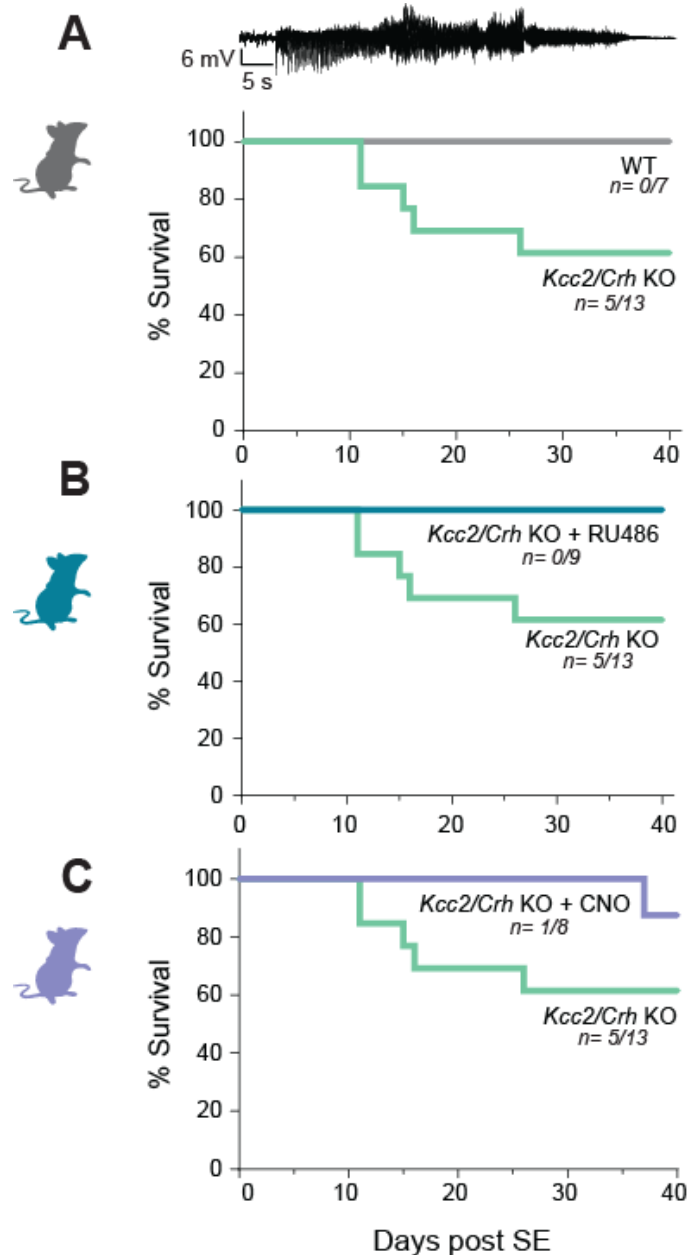 A
6 mV
5 s
100
80
60
40
20
0
% Survival
WT
n= 0/7
Kcc2/Crh KO
n= 5/13
0 10 20 30 40
B
100
80
60
40
20
0
% Survival
Kcc2/Crh KO + RU486
n= 0/9
Kcc2/Crh KO
n= 5/13
0 10 20 30 40
C
100
80
60
40
20
0
% Survival
Kcc2/Crh KO + CNO
n= 1/8
Kcc2/Crh KO
n= 5/13
0 10 20 30 40
Days post SE